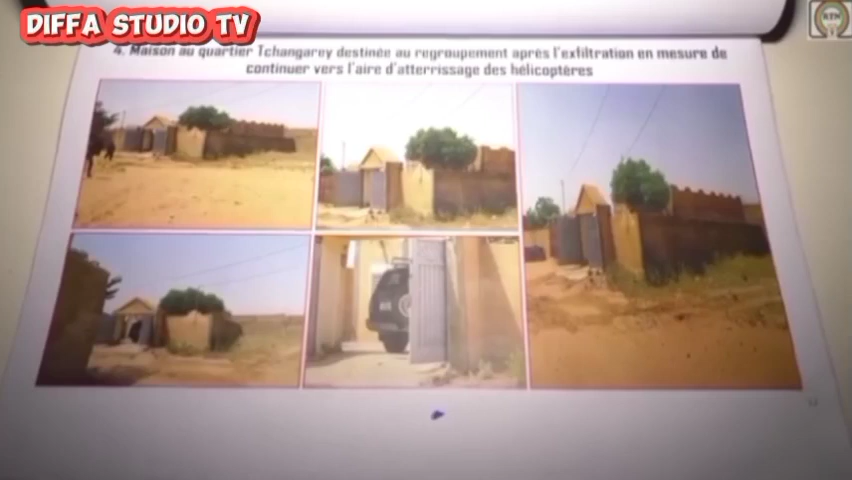 DIFFA STUDIO TV
RTN
4. Maison au quartier Tchangarey destinée au regroupement après l'exfiltration en mesure de
continuer vers l'aire d'atterrissage des hélicoptères